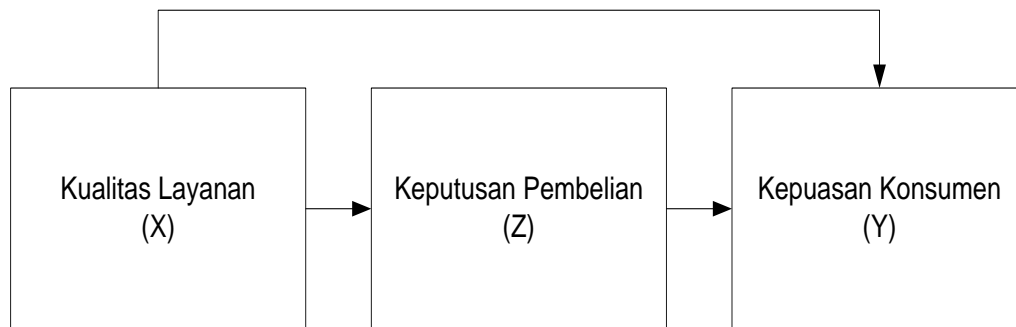 Kualitas Layanan
(X)
Keputusan Pembelian
(Z)
Kepuasan Konsumen
(Y)